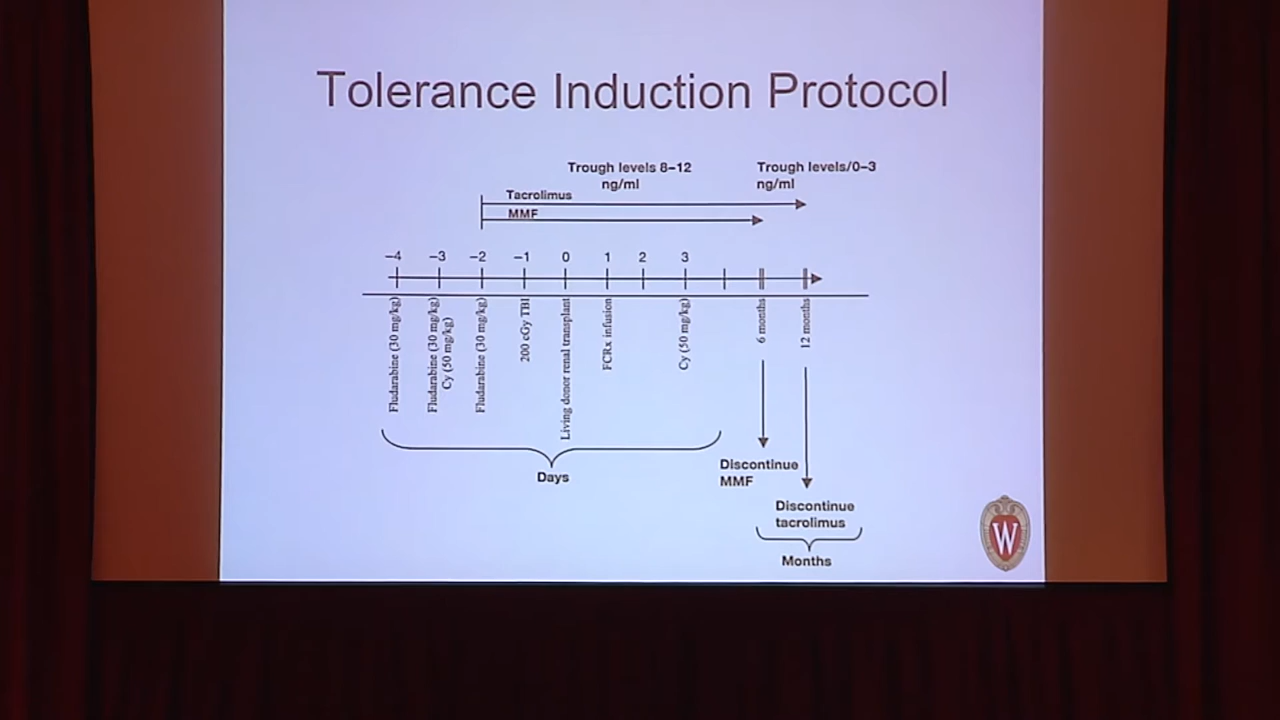 Tolerance Induction Protocol
Trough levels 8–12
ng/ml
Trough levels/0–3
ng/ml
Tacrolimus
MMF
–4
–3
–2
–1
0
1
2
3
Fludarabine (30 mg/kg)
Fludarabine (30 mg/kg)
Cy (50 mg/kg)
Fludarabine (30 mg/kg)
200 cGy TBI
Living donor renal transplant
FCRx infusion
Cy (50 mg/kg)
6 months
12 months
Days
Discontinue
MMF
Discontinue
tacrolimus
Months
W